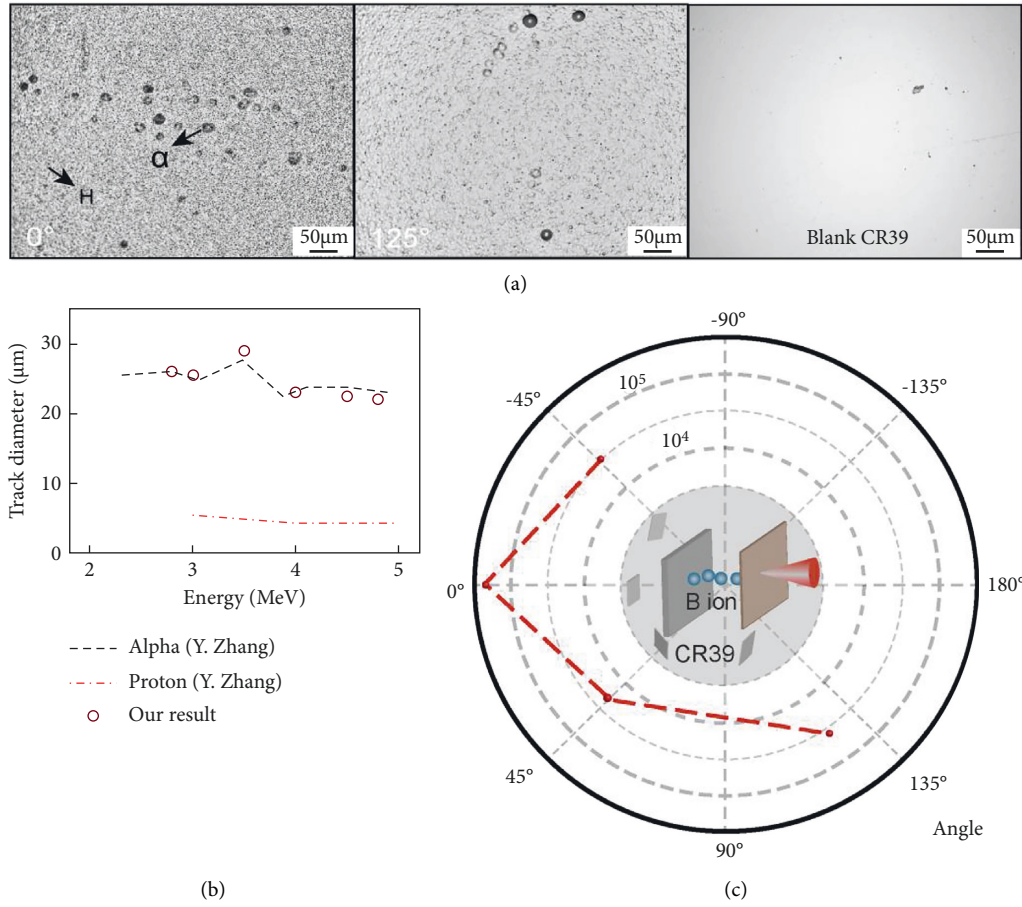 α
H
0°
50μm
125°
50μm
Blank CR39
50μm
(a)
30
20
10
0
2
3
4
5
Track diameter (μm)
Energy (MeV)
Alpha (Y. Zhang)
Proton (Y. Zhang)
Our result
(b)
-90°
-45°
-135°
10⁵
10⁴
0°
180°
B ion
CR39
45°
135°
90°
Angle
(c)